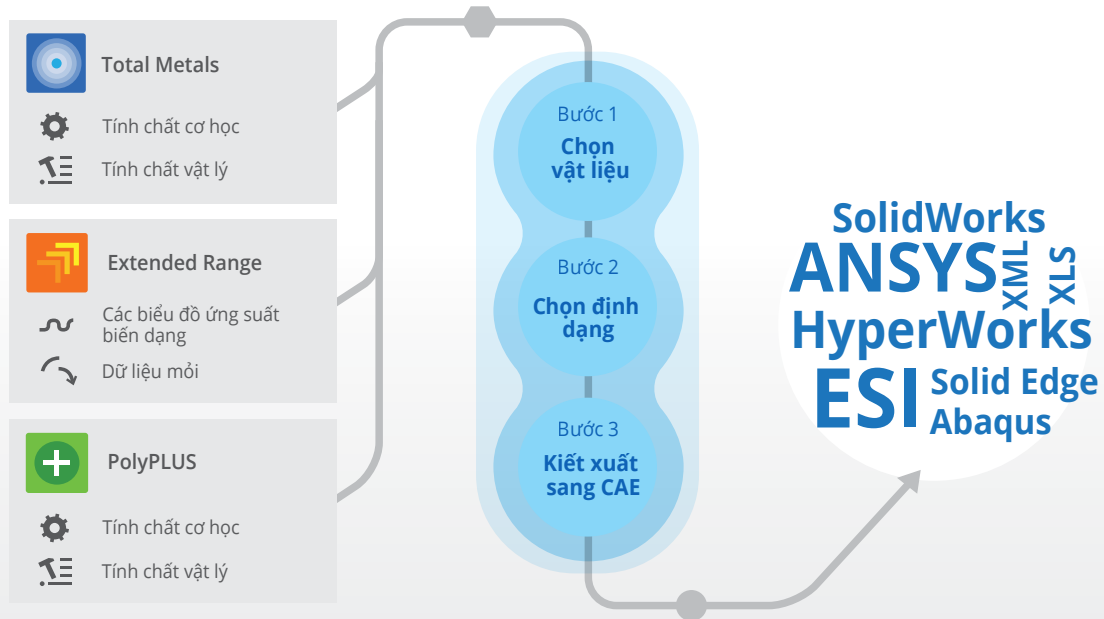 Total Metals
Tính chất cơ học
Tính chất vật lý
Extended Range
Các biểu đồ ứng suất
biến dạng
Dữ liệu mỏi
PolyPLUS
Tính chất cơ học
Tính chất vật lý
Bước 1
Chọn
vật liệu
Bước 2
Chọn định
dạng
Bước 3
Kiết xuất
sang CAE
SolidWorks
ANSYS
XML
XLS
HyperWorks
ESI
Solid Edge
Abaqus